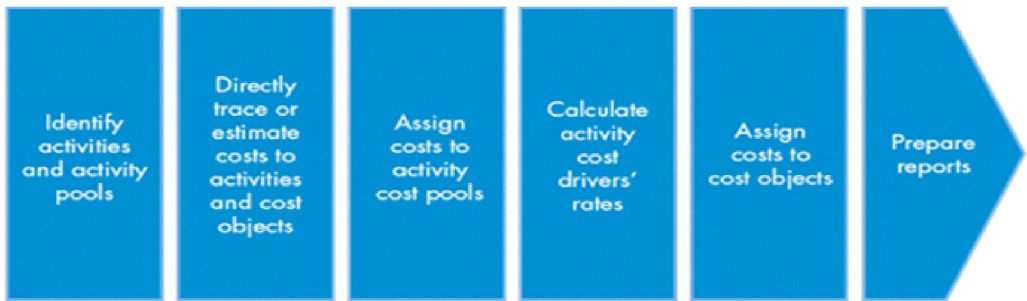 Identify
activities
and activity
pools
Directly
trace or
estimate
costs to
activities
and cost
objects
Assign
costs to
activity
cost pools
Calculate
activity
cost
drivers'
rates
Assign
costs to
cost objects
Prepare
reports